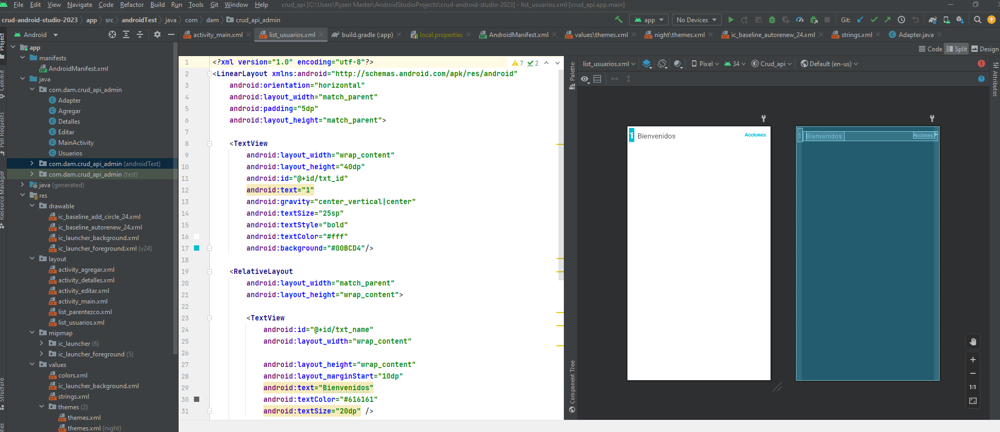 File Edit View Navigate Code Refactor Build Run Tools Git Window Help crud_api [C:\Users\Ryzen Master\AndroidStudioProjects\crud-android-studio-2023] - list_usuarios.xml [crud_api.app.main]
crud-android-studio-2023 app src androidTest java com dam crud_api_admin app No Devices Git:
Android
activity_main.xml list_usuarios.xml build.gradle (:app) local.properties AndroidManifest.xml values\themes.xml night\themes.xml ic_baseline_autorenew_24.xml strings.xml Adapter.java
Code Split Design
Project
Commit
Pull Requests
Resource Manager
Structure
app
manifests
AndroidManifest.xml
java
com.dam.crud_api_admin
Adapter
Agregar
Detalles
Editar
MainActivity
Usuarios
com.dam.crud_api_admin (androidTest)
com.dam.crud_api_admin (test)
java (generated)
res
drawable
ic_baseline_add_circle_24.xml
ic_baseline_autorenew_24.xml
ic_launcher_background.xml
ic_launcher_foreground.xml (v24)
layout
activity_agregar.xml
activity_detalles.xml
activity_editar.xml
activity_main.xml
list_parentezco.xml
list_usuarios.xml
mipmap
ic_launcher (6)
ic_launcher_foreground (5)
values
colors.xml
ic_launcher_background.xml
strings.xml
themes (2)
themes.xml
themes.xml (night)
1 <?xml version="1.0" encoding="utf-8"?> 7 2
2 <LinearLayout xmlns:android="http://schemas.android.com/apk/res/android"
3 android:orientation="horizontal"
4 android:layout_width="match_parent"
5 android:padding="5dp"
6 android:layout_height="match_parent">
7
8 <TextView
9 android:layout_width="wrap_content"
10 android:layout_height="40dp"
11 android:id="@+id/txt_id"
12 android:text="1"
13 android:gravity="center_vertical|center"
14 android:textSize="25sp"
15 android:textStyle="bold"
16 android:textColor="#fff"
17 android:background="#00BCD4"/>
18
19 <RelativeLayout
20 android:layout_width="match_parent"
21 android:layout_height="wrap_content">
22
23 <TextView
24 android:id="@+id/txt_name"
25 android:layout_width="wrap_content"
26
27 android:layout_height="wrap_content"
28 android:layout_marginStart="10dp"
29 android:text="Bienvenidos"
30 android:textColor="#616161"
31 android:textSize="20dp" />
Palette
Component Tree
list_usuarios.xml Pixel 34 Crud_api Default (en-us)
1 Bienvenidos Acciones
1 Bienvenidos Acciones
1:1
Attributes